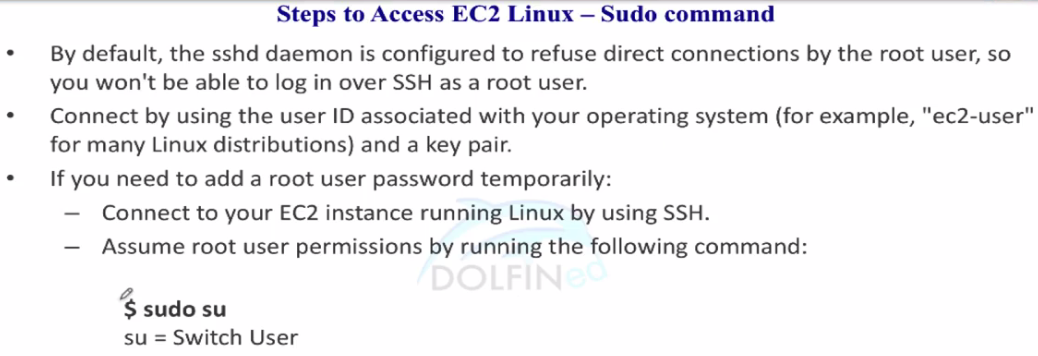 Steps to Access EC2 Linux – Sudo command
• By default, the sshd daemon is configured to refuse direct connections by the root user, so
you won't be able to log in over SSH as a root user.
• Connect by using the user ID associated with your operating system (for example, "ec2-user"
for many Linux distributions) and a key pair.
• If you need to add a root user password temporarily:
– Connect to your EC2 instance running Linux by using SSH.
– Assume root user permissions by running the following command:
DOLFINed
$ sudo su
su = Switch User